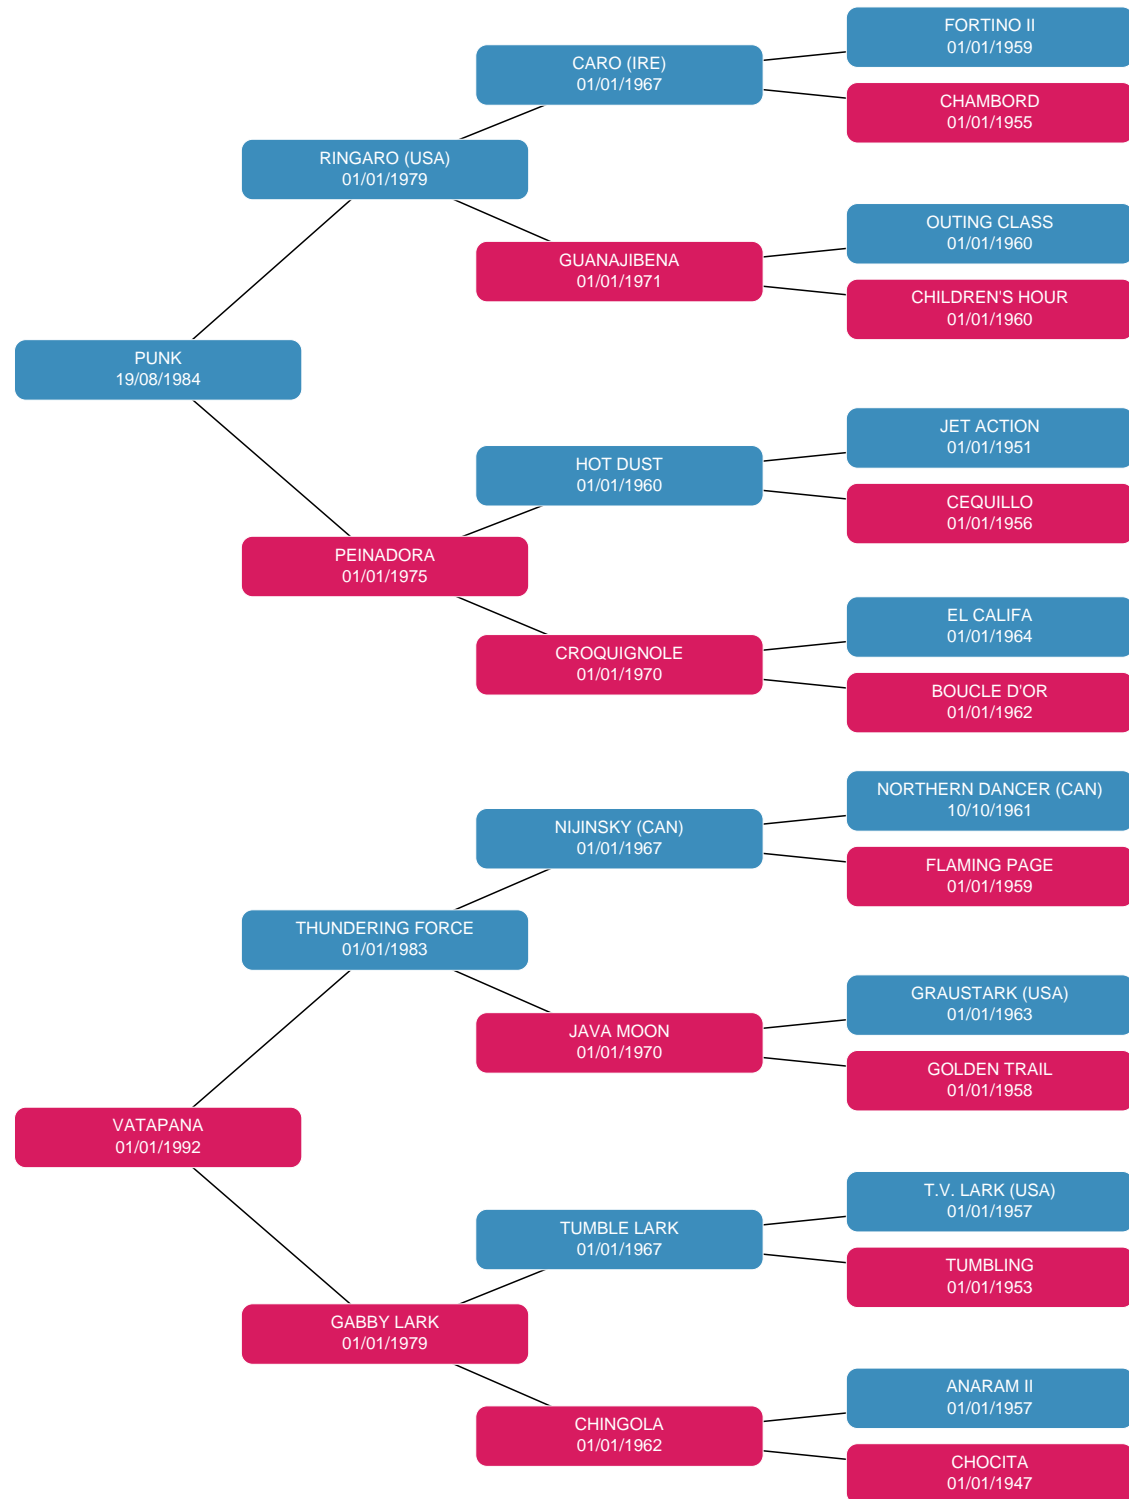 FORTINO II
01/01/1959
CARO (IRE)
01/01/1967
CHAMBORD
01/01/1955
RINGARO (USA)
01/01/1979
OUTING CLASS
01/01/1960
GUANAJIBENA
01/01/1971
CHILDREN'S HOUR
01/01/1960
PUNK
19/08/1984
JET ACTION
01/01/1951
HOT DUST
01/01/1960
CEQUILLO
01/01/1956
PEINADORA
01/01/1975
EL CALIFA
01/01/1964
CROQUIGNOLE
01/01/1970
BOUCLE D'OR
01/01/1962
NORTHERN DANCER (CAN)
10/10/1961
NIJINSKY (CAN)
01/01/1967
FLAMING PAGE
01/01/1959
THUNDERING FORCE
01/01/1983
GRAUSTARK (USA)
01/01/1963
JAVA MOON
01/01/1970
GOLDEN TRAIL
01/01/1958
VATAPANA
01/01/1992
T.V. LARK (USA)
01/01/1957
TUMBLE LARK
01/01/1967
TUMBLING
01/01/1953
GABBY LARK
01/01/1979
ANARAM II
01/01/1957
CHINGOLA
01/01/1962
CHOCITA
01/01/1947